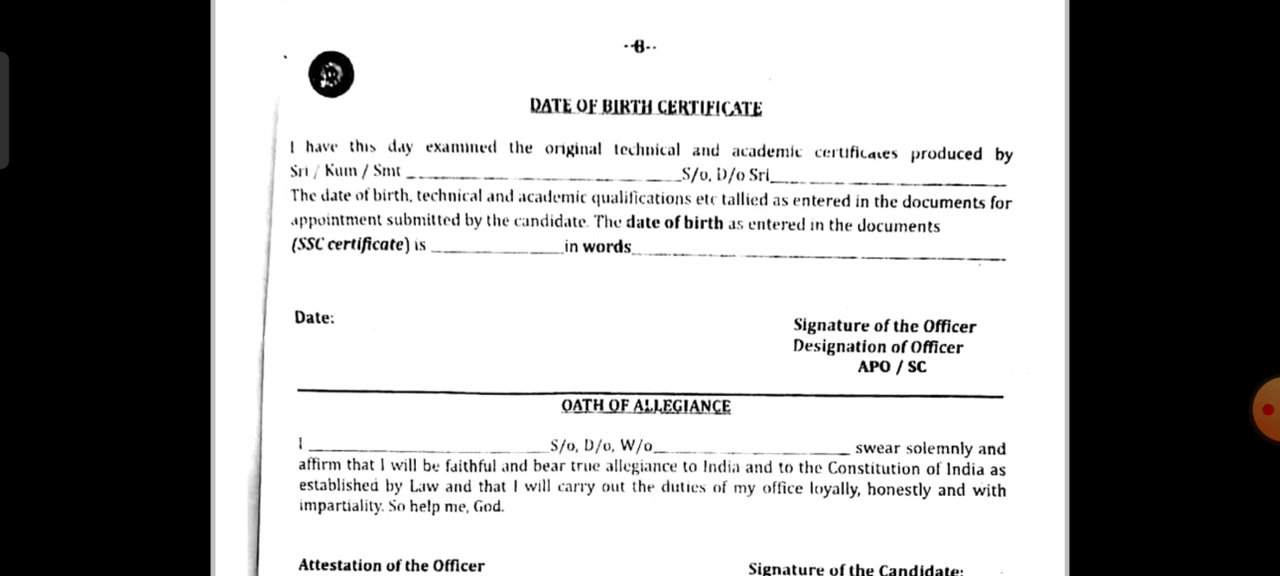 --8--
DATE OF BIRTH CERTIFICATE
I have this day examined the original technical and academic certificates produced by
Sri / Kum / Smt ______________________________S/o, D/o Sri__________________________
The date of birth, technical and academic qualifications etc tallied as entered in the documents for
appointment submitted by the candidate. The date of birth as entered in the documents
(SSC certificate) is ______________in words__________________________________________
Date:
Signature of the Officer
Designation of Officer
APO / SC
OATH OF ALLEGIANCE
I __________________________S/o, D/o, W/o______________________ swear solemnly and
affirm that I will be faithful and bear true allegiance to India and to the Constitution of India as
established by Law and that I will carry out the duties of my office loyally, honestly and with
impartiality. So help me, God.
Attestation of the Officer
Signature of the Candidate: